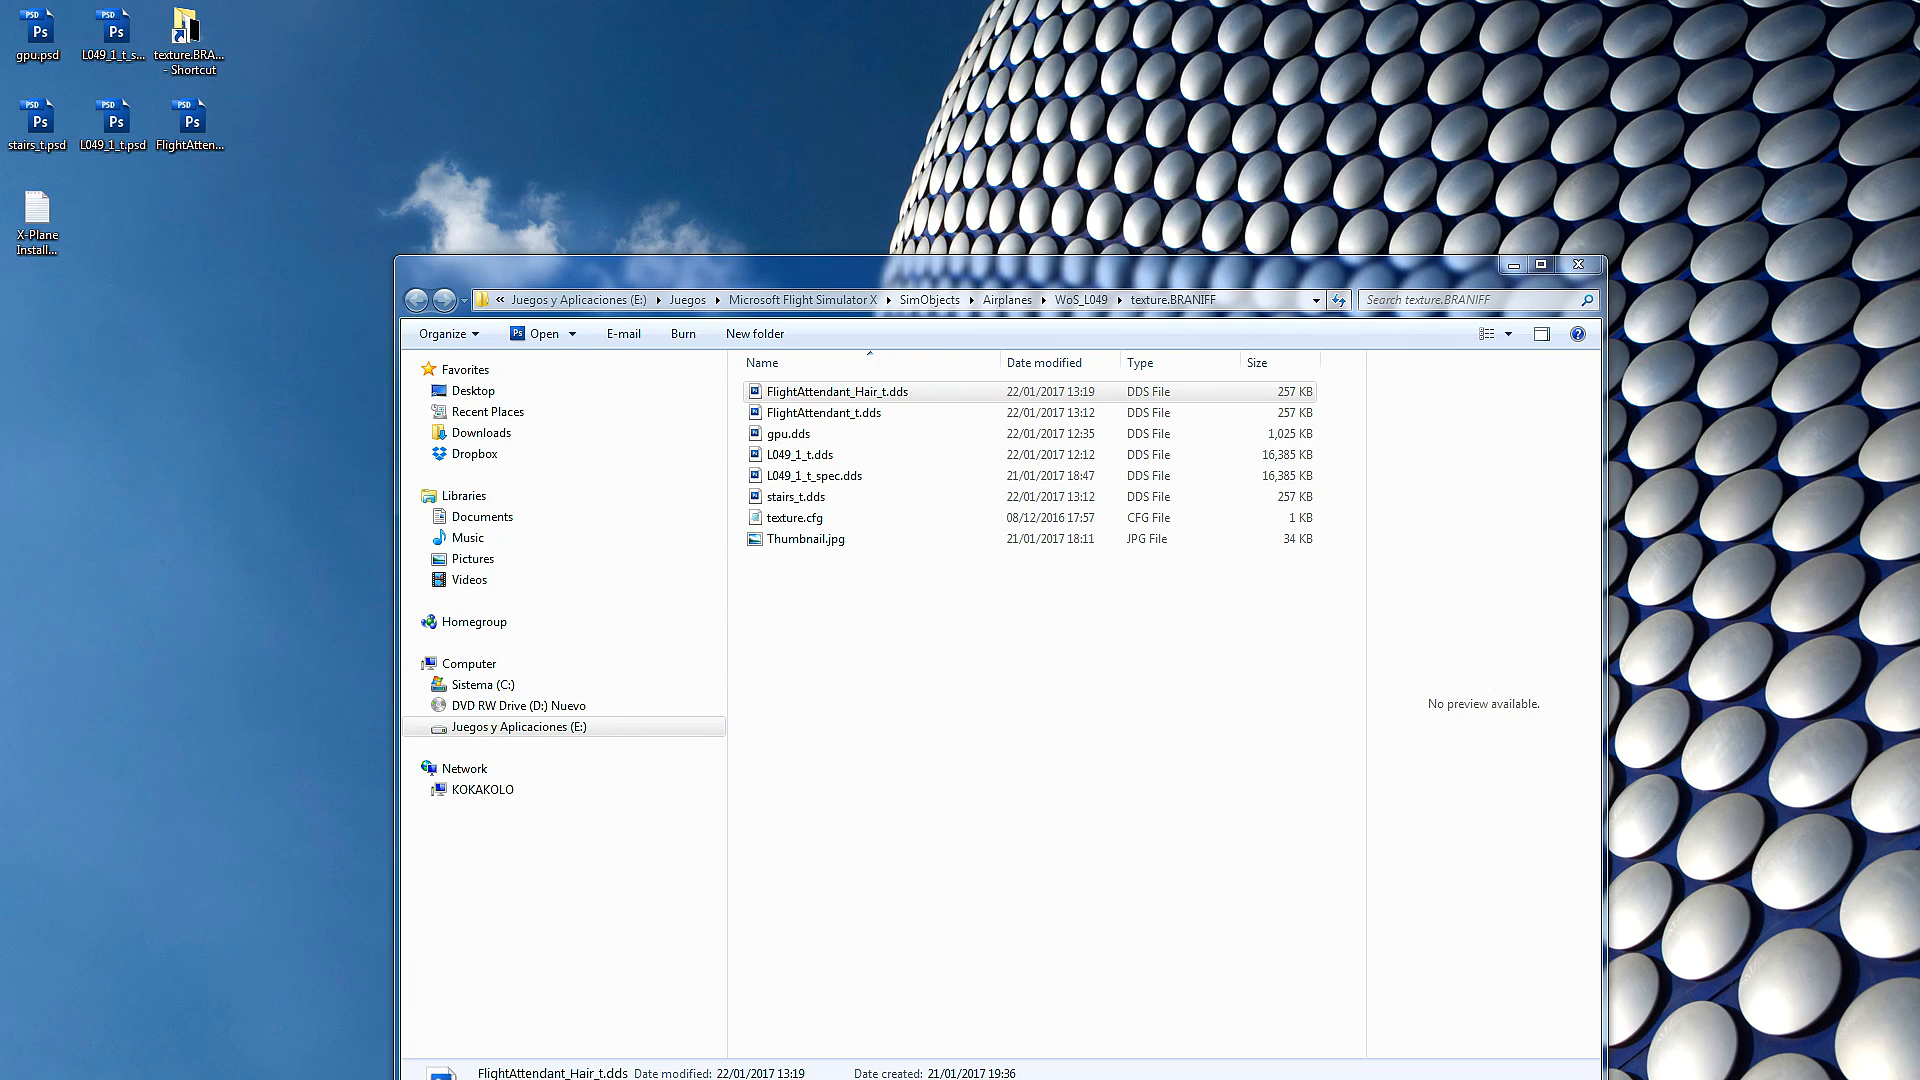 PSD
Ps
gpu.psd
PSD
Ps
L049_1_t_s...
texture.BRA...
- Shortcut
PSD
Ps
stairs_t.psd
PSD
Ps
L049_1_t.psd
PSD
Ps
FlightAtten...
X-Plane
Install...
« Juegos y Aplicaciones (E:) Juegos Microsoft Flight Simulator X SimObjects Airplanes WoS_L049 texture.BRANIFF
Search texture.BRANIFF
Organize Ps Open E-mail Burn New folder
Favorites
Desktop
Recent Places
Downloads
Dropbox
Libraries
Documents
Music
Pictures
Videos
Homegroup
Computer
Sistema (C:)
DVD RW Drive (D:) Nuevo
Juegos y Aplicaciones (E:)
Network
KOKAKOLO
Name Date modified Type Size
FlightAttendant_Hair_t.dds 22/01/2017 13:19 DDS File 257 KB
FlightAttendant_t.dds 22/01/2017 13:12 DDS File 257 KB
gpu.dds 22/01/2017 12:35 DDS File 1,025 KB
L049_1_t.dds 22/01/2017 12:12 DDS File 16,385 KB
L049_1_t_spec.dds 21/01/2017 18:47 DDS File 16,385 KB
stairs_t.dds 22/01/2017 13:12 DDS File 257 KB
texture.cfg 08/12/2016 17:57 CFG File 1 KB
Thumbnail.jpg 21/01/2017 18:11 JPG File 34 KB
No preview available.
FlightAttendant_Hair_t.dds Date modified: 22/01/2017 13:19 Date created: 21/01/2017 19:36